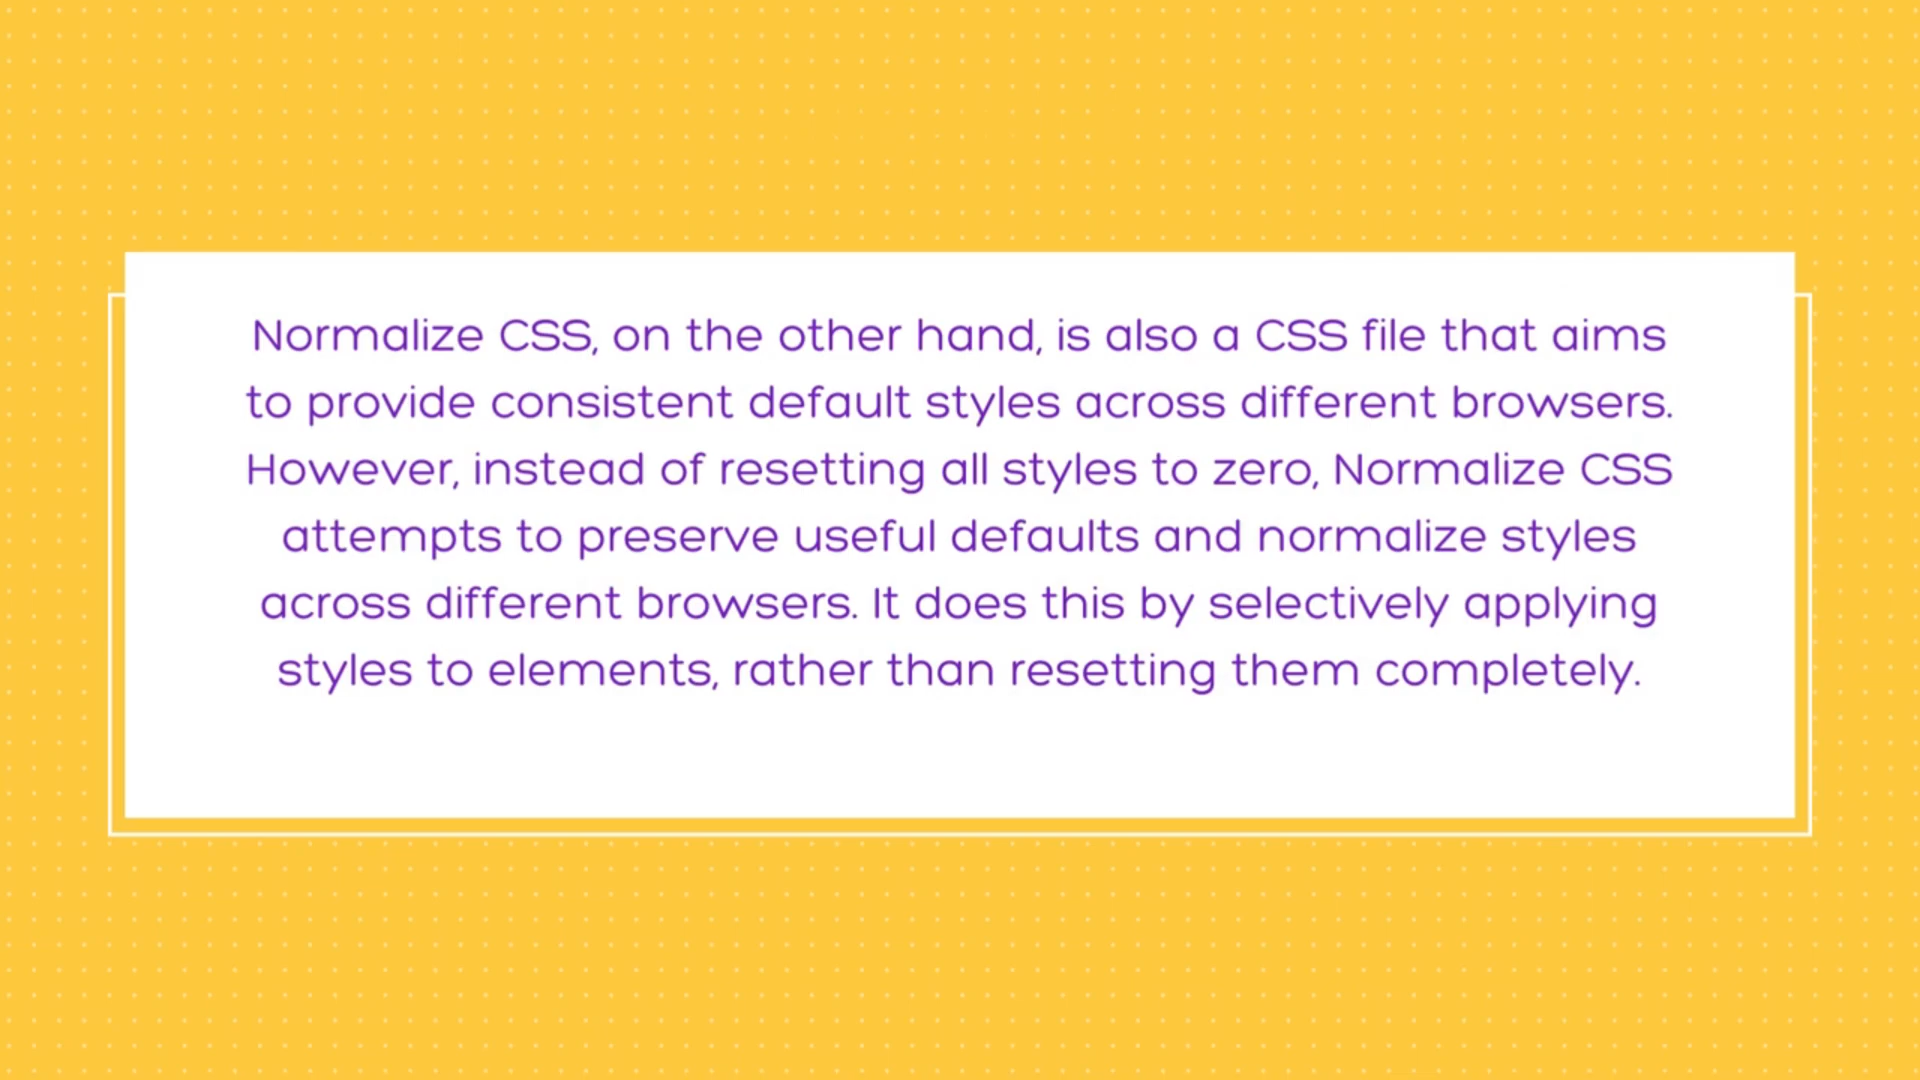 Normalize CSS, on the other hand, is also a CSS file that aims
to provide consistent default styles across different browsers.
However, instead of resetting all styles to zero, Normalize CSS
attempts to preserve useful defaults and normalize styles
across different browsers. It does this by selectively applying
styles to elements, rather than resetting them completely.